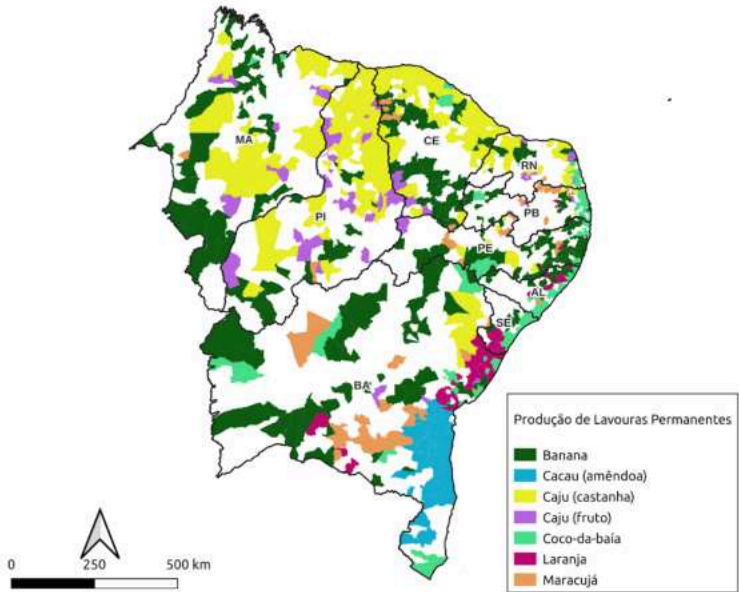 MA
CE
RN
PB
PI
PE
AL
SE
BA
Produção de Lavouras Permanentes
Banana
Cacau (amêndoa)
Caju (castanha)
Caju (fruto)
Coco-da-baía
Laranja
Maracujá
0 250 500 km